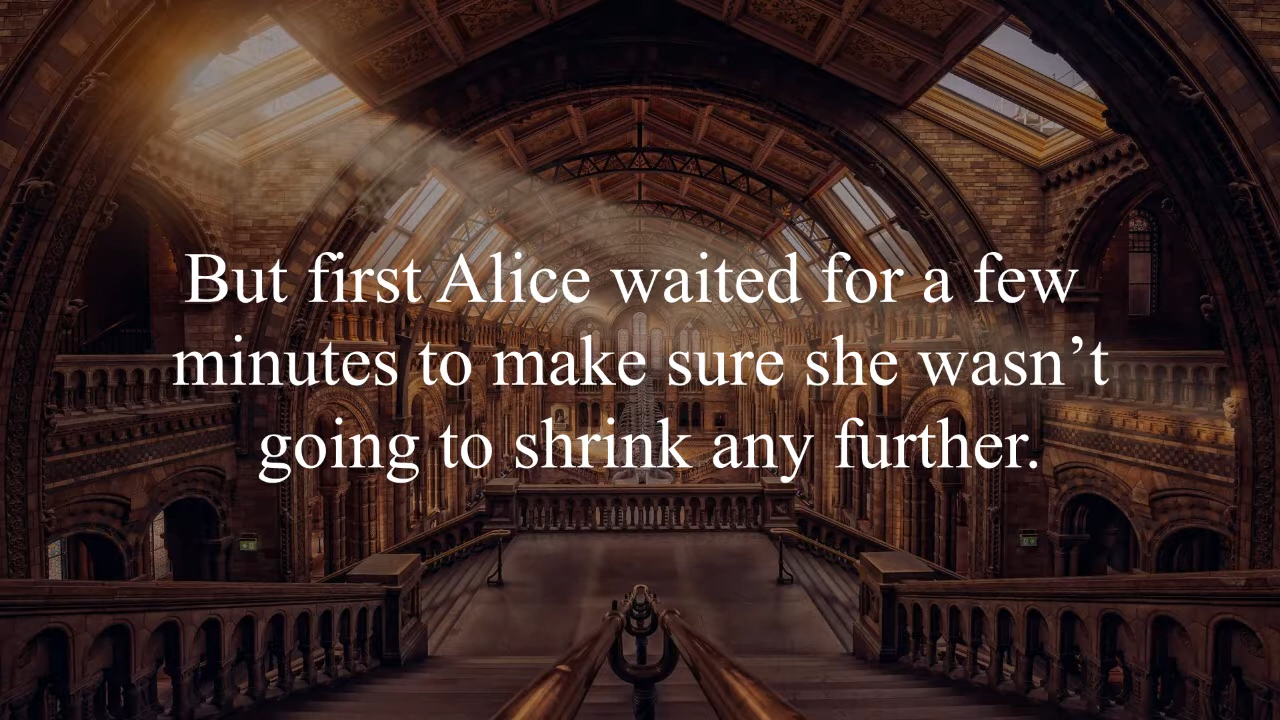 But first Alice waited for a few
minutes to make sure she wasn’t
going to shrink any further.